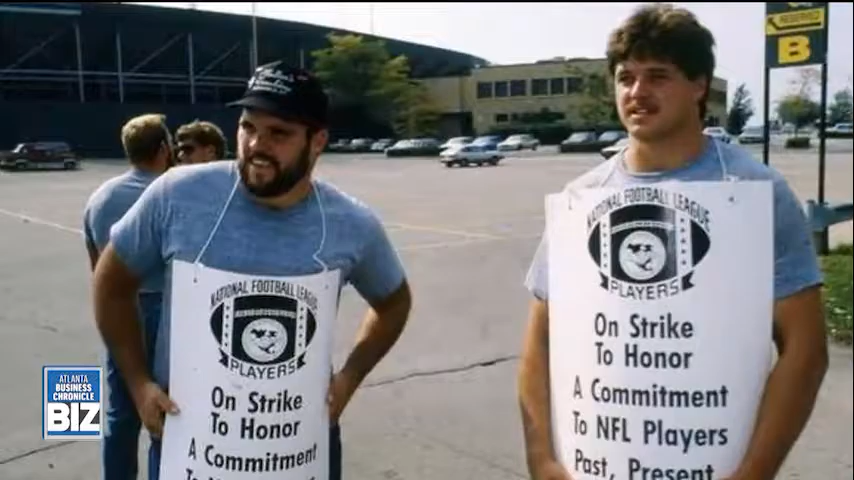 RESERVED
B
NATIONAL FOOTBALL LEAGUE
PLAYERS
On Strike
To Honor
A Commitment
To NFL Players
Past, Present
NATIONAL FOOTBALL LEAGUE
PLAYERS
On Strike
To Honor
A Commitment
ATLANTA
BUSINESS
CHRONICLE
BIZ